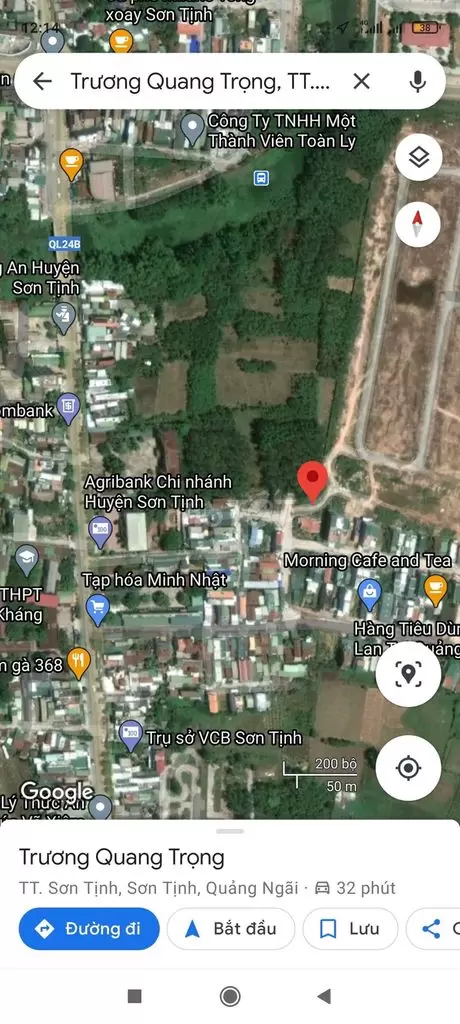 xoay Sơn Tịnh
12:14
4G
38
Trương Quang Trọng, TT....
Công Ty TNHH Một
Thành Viên Toàn Ly
QL24B
An Huyện
Sơn Tịnh
mbank
Agribank Chi nhánh
Huyện Sơn Tịnh
Morning Cafe and Tea
THPT
Kháng
Tạp hóa Minh Nhật
Hàng Tiêu Dùn
Lan
gà 368
Trụ sở VCB Sơn Tịnh
200 bộ
50 m
Google
Trương Quang Trọng
TT. Sơn Tịnh, Sơn Tịnh, Quảng Ngãi · 32 phút
Đường đi
Bắt đầu
Lưu